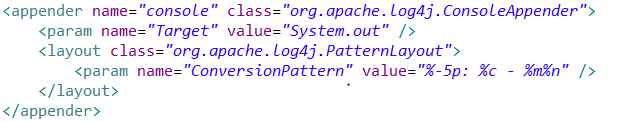 <appender name="console" class="org.apache.log4j.ConsoleAppender">
    <param name="Target" value="System.out" />
    <layout class="org.apache.log4j.PatternLayout">
        <param name="ConversionPattern" value="%-5p: %c - %m%n" />
    </layout>
</appender>